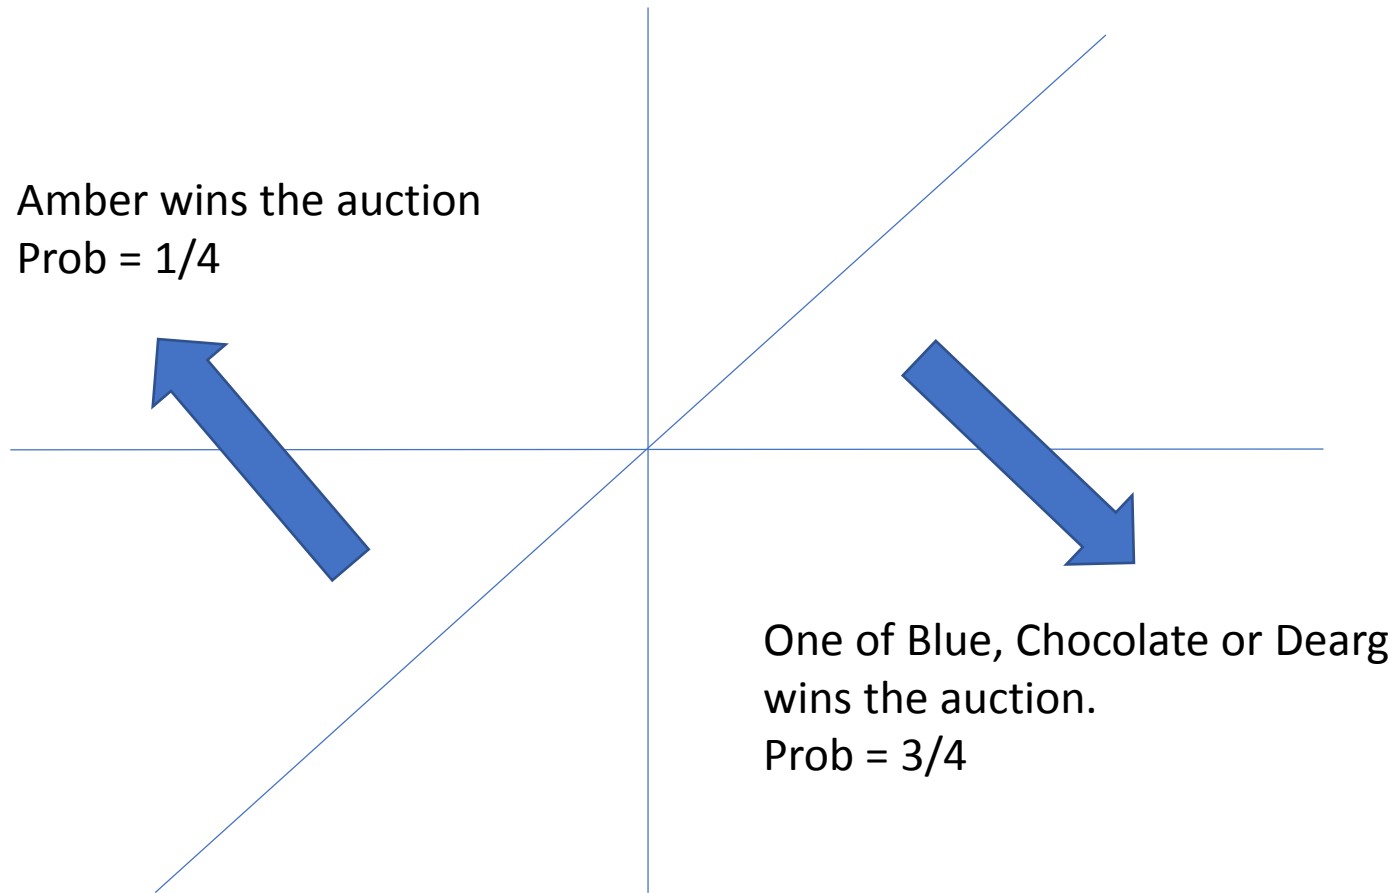 Amber wins the auction
Prob = 1/4
One of Blue, Chocolate or Dearg
wins the auction.
Prob = 3/4